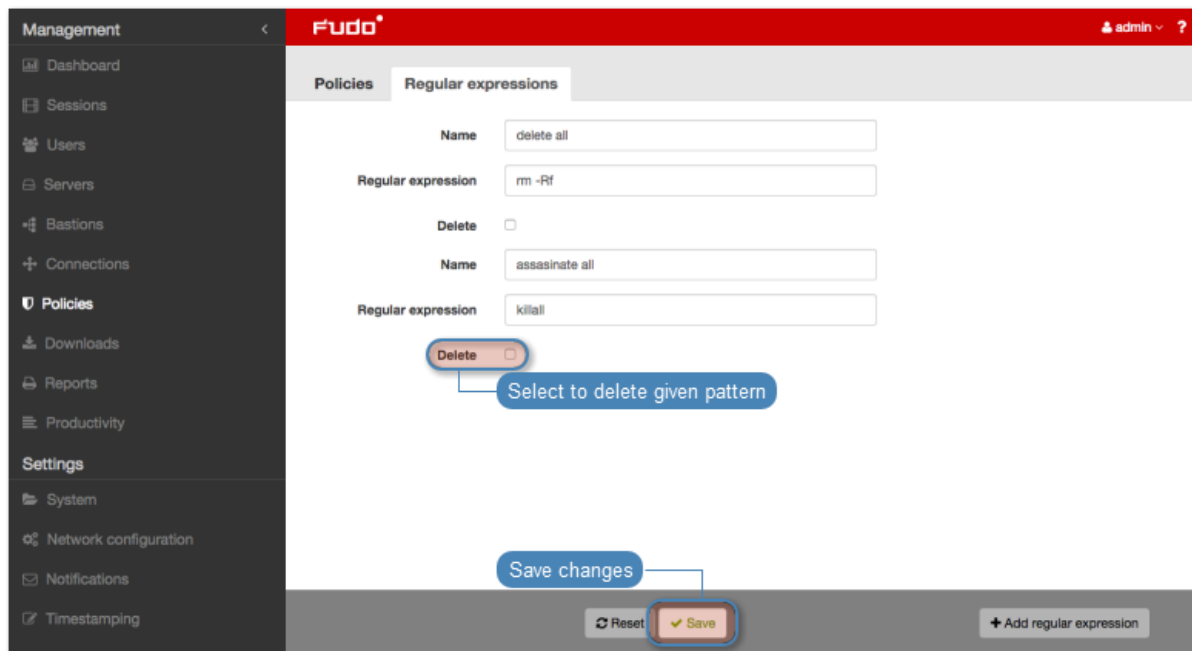 Management
FUDO
admin ?
Dashboard
Sessions
Users
Servers
Bastions
Connections
Policies
Downloads
Reports
Productivity
Settings
System
Network configuration
Notifications
Timestamping
Policies Regular expressions
Name delete all
Regular expression rm -Rf
Delete
Name assasinate all
Regular expression killall
Delete
Select to delete given pattern
Save changes
Reset Save + Add regular expression